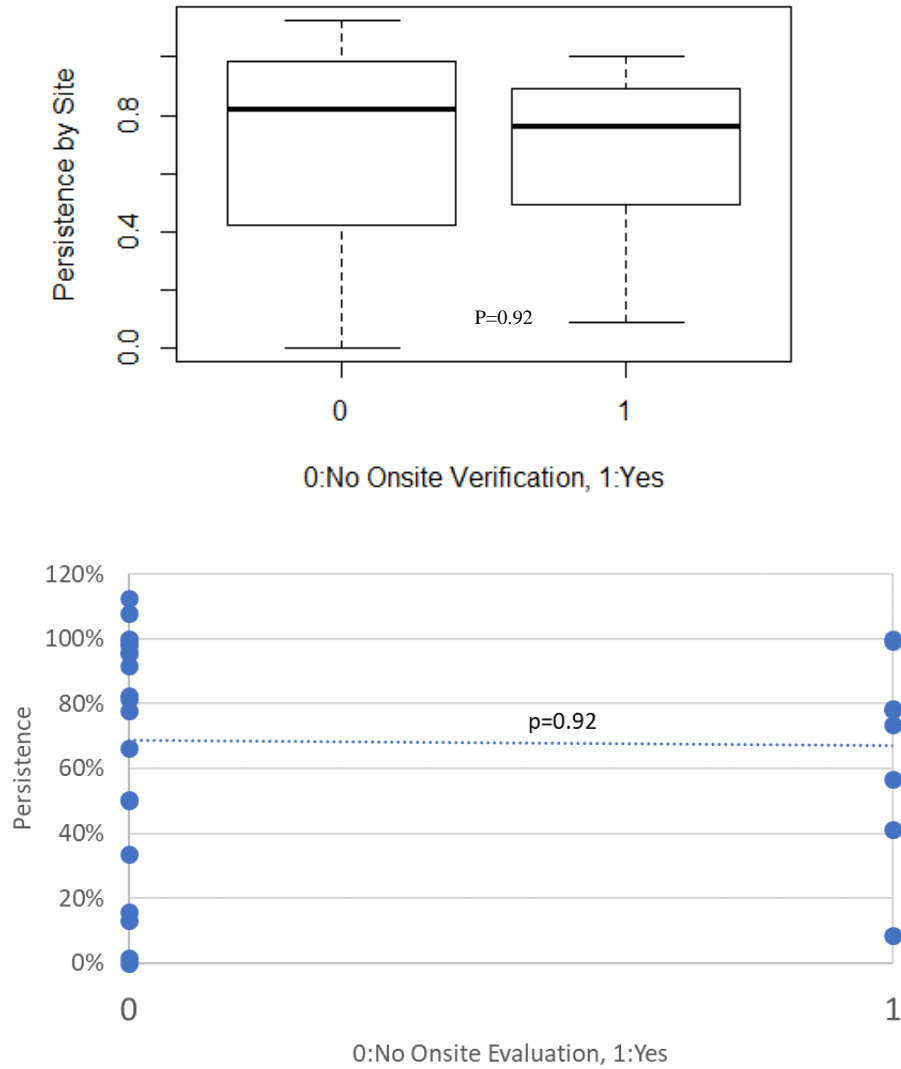 Persistence by Site
0.8
0.4
0.0
P=0.92
0 1
0:No Onsite Verification, 1:Yes
120%
100%
80%
60%
40%
20%
0%
Persistence
p=0.92
0 1
0:No Onsite Evaluation, 1:Yes